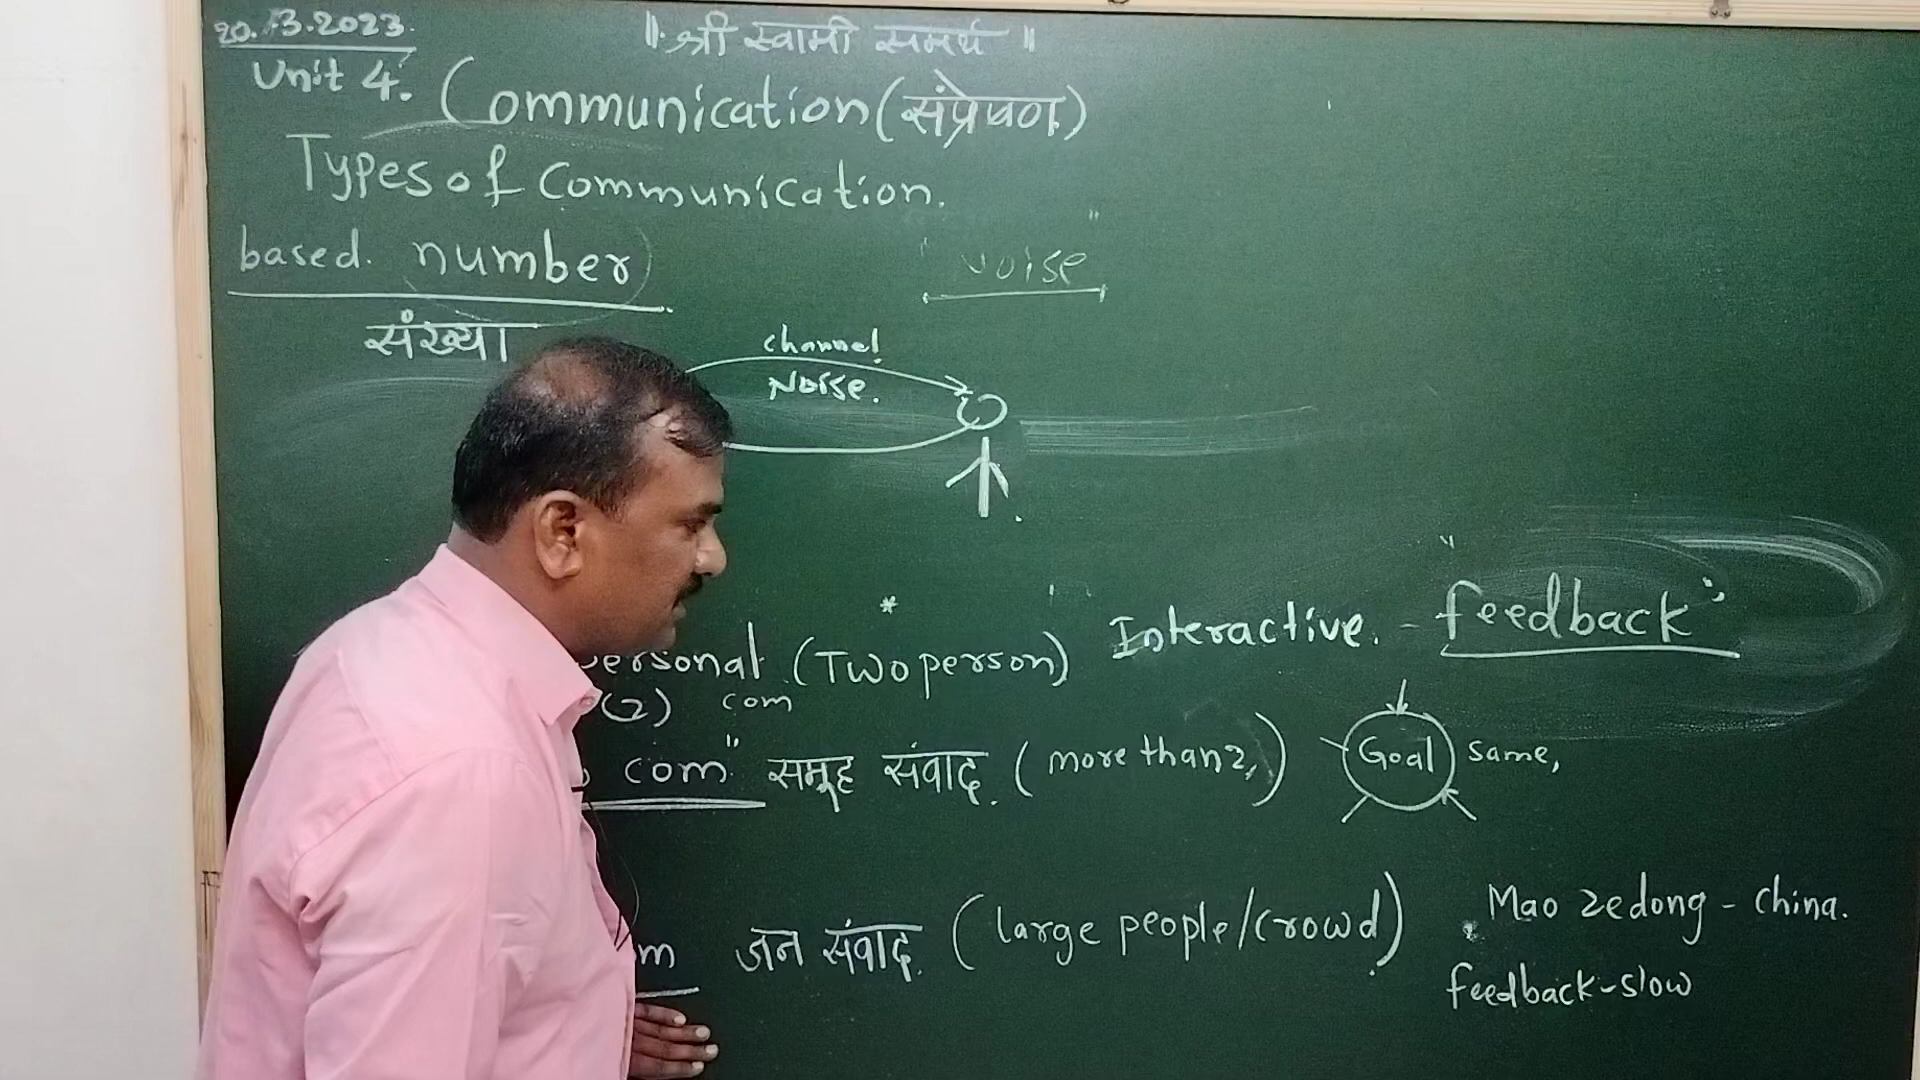 20.3.2023.
॥ श्री स्वामी समर्थ ॥
Unit 4. Communication (संप्रेषण)
Types of Communication.
based. number
संख्या
"Noise"
channel
Noise.
personal (Two person) Interactive. - "feedback"
(2) com
com" समूह संवाद. (more than 2,) Goal same,
जन संवाद. (large people/crowd) Mao zedong - china.
feedback-slow